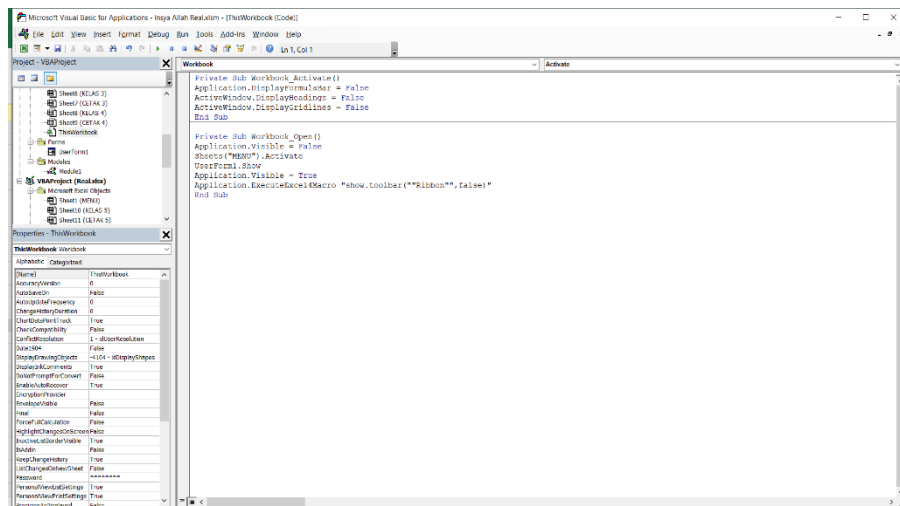 Microsoft Visual Basic for Applications - Insya Allah Real.xlsm - [ThisWorkbook (Code)]
File Edit View Insert Format Debug Run Tools Add-Ins Window Help
Ln 1, Col 1
Project - VBAProject
Sheet6 (KELAS 3)
Sheet7 (CETAK 3)
Sheet8 (KELAS 4)
Sheet9 (CETAK 4)
ThisWorkbook
Forms
UserForm1
Modules
Module1
VBAProject (Real.xlsx)
Microsoft Excel Objects
Sheet1 (MENU)
Sheet10 (KELAS 5)
Sheet11 (CETAK 5)
Properties - ThisWorkbook
ThisWorkbook Workbook
Alphabetic Categorized
(Name) ThisWorkbook
AccuracyVersion 0
AutoSaveOn False
AutoUpdateFrequency 0
ChangeHistoryDuration 0
ChartDataPointTrack True
CheckCompatibility False
ConflictResolution 1 - xlUserResolution
Date1904 False
DisplayDrawingObjects -4104 - xlDisplayShapes
DisplayInkComments True
DoNotPromptForConvert False
EnableAutoRecover True
EncryptionProvider
EnvelopeVisible False
Final False
ForceFullCalculation False
HighlightChangesOnScreen False
InactiveListBorderVisible True
IsAddin False
KeepChangeHistory True
ListChangesOnNewSheet False
Password ********
PersonalViewListSettings True
PersonalViewPrintSettings True
PrecisionAsDisplayed False
Workbook
Activate
Private Sub Workbook_Activate()
Application.DisplayFormulaBar = False
ActiveWindow.DisplayHeadings = False
ActiveWindow.DisplayGridlines = False
End Sub
Private Sub Workbook_Open()
Application.Visible = False
Sheets("MENU").Activate
UserForm1.Show
Application.Visible = True
Application.ExecuteExcel4Macro "show.toolbar(""Ribbon"",false)"
End Sub